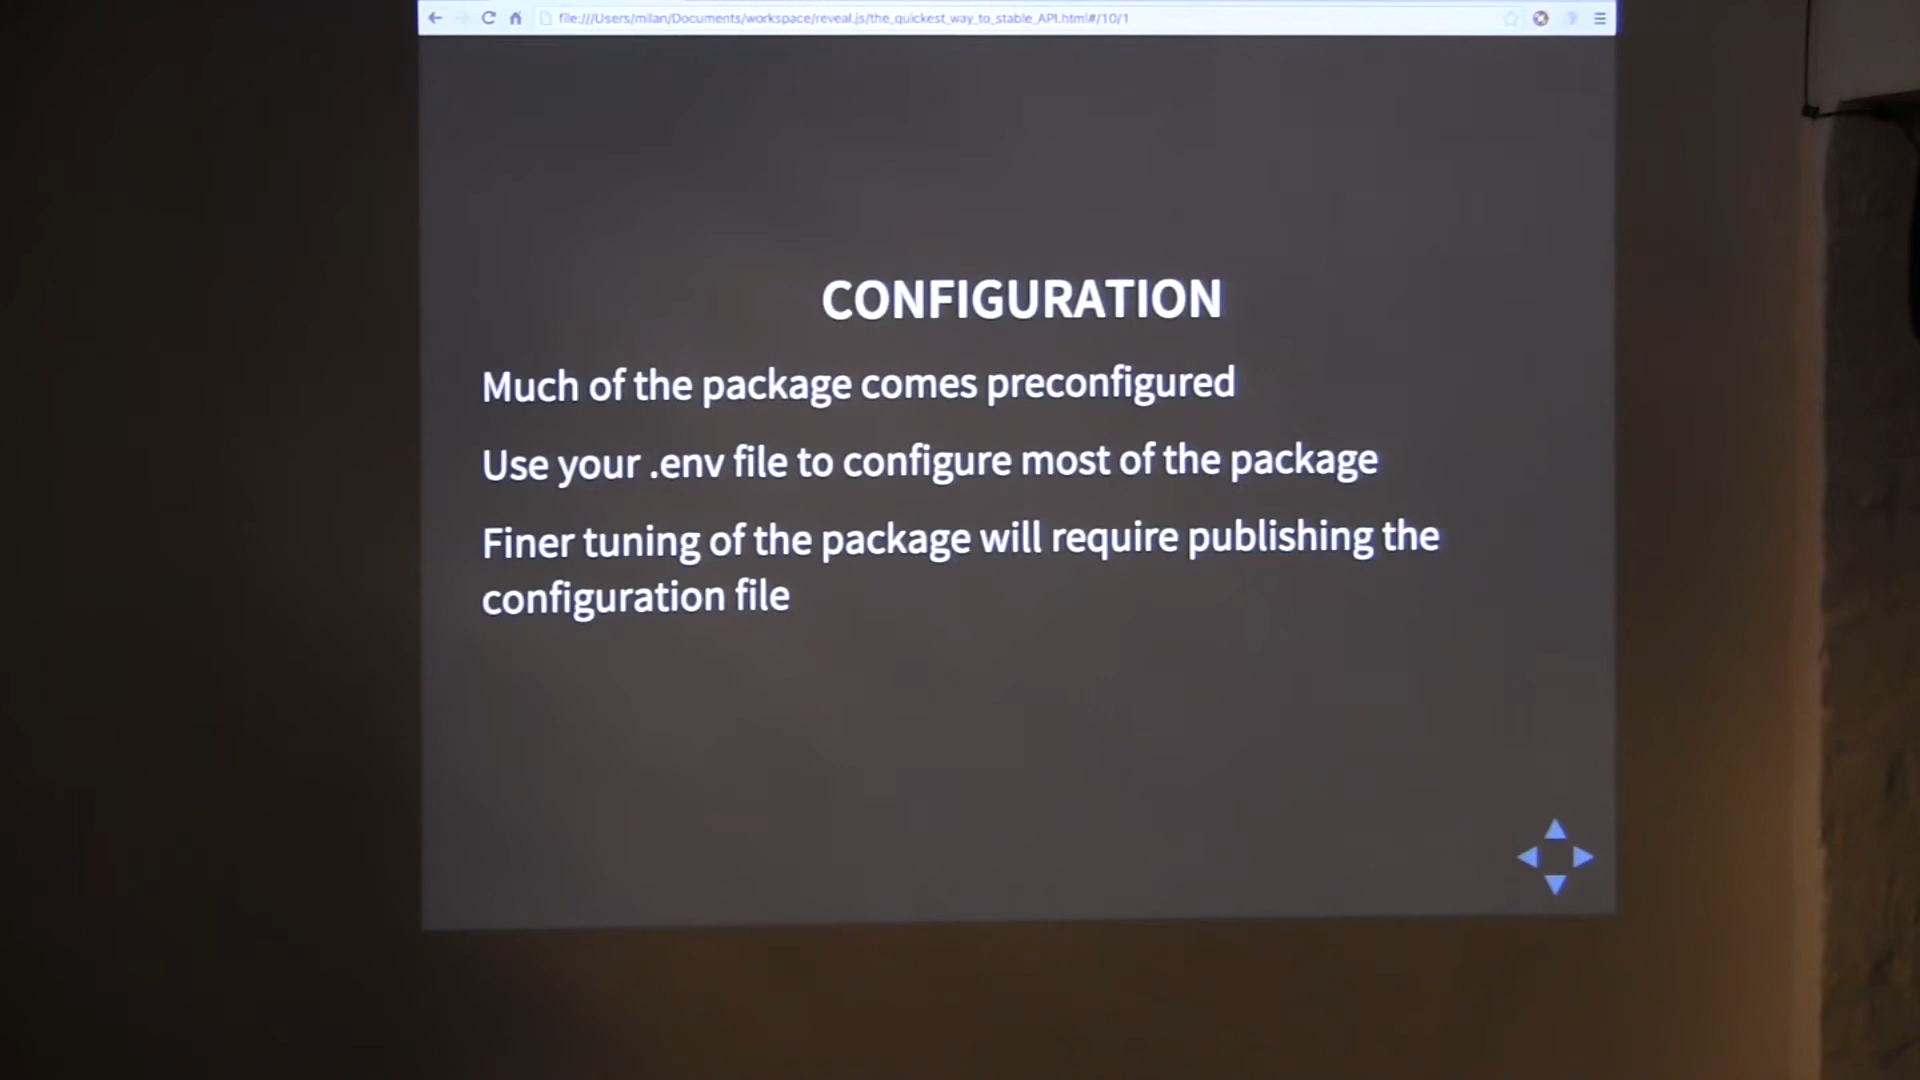 file:///Users/milan/Documents/workspace/reveal.js/the_quickest_way_to_stable_API.html#/10/1
CONFIGURATION
Much of the package comes preconfigured
Use your .env file to configure most of the package
Finer tuning of the package will require publishing the
configuration file